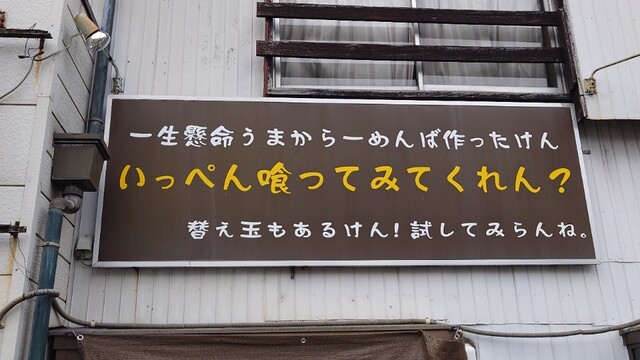 一生懸命うまからーめんば作ったけん
いっぺん喰ってみてくれん?
替え玉もあるけん!試してみらんね。